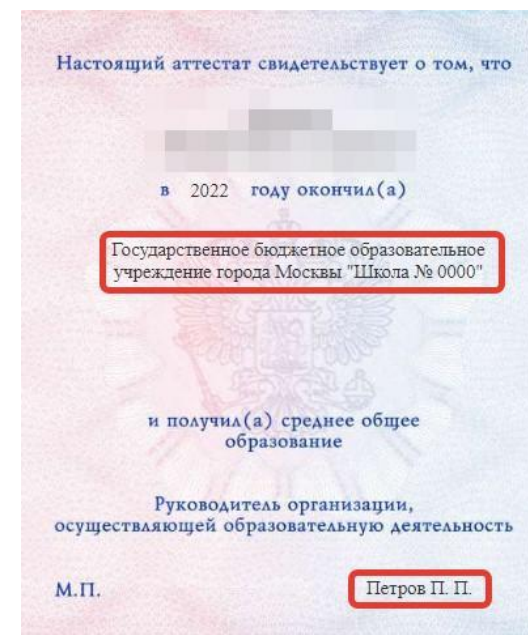 Настоящий аттестат свидетельствует о том, что
в 2022 году окончил(а)
Государственное бюджетное образовательное
учреждение города Москвы "Школа № 0000"
и получил(а) среднее общее
образование
Руководитель организации,
осуществляющей образовательную деятельность
М.П.
Петров П. П.